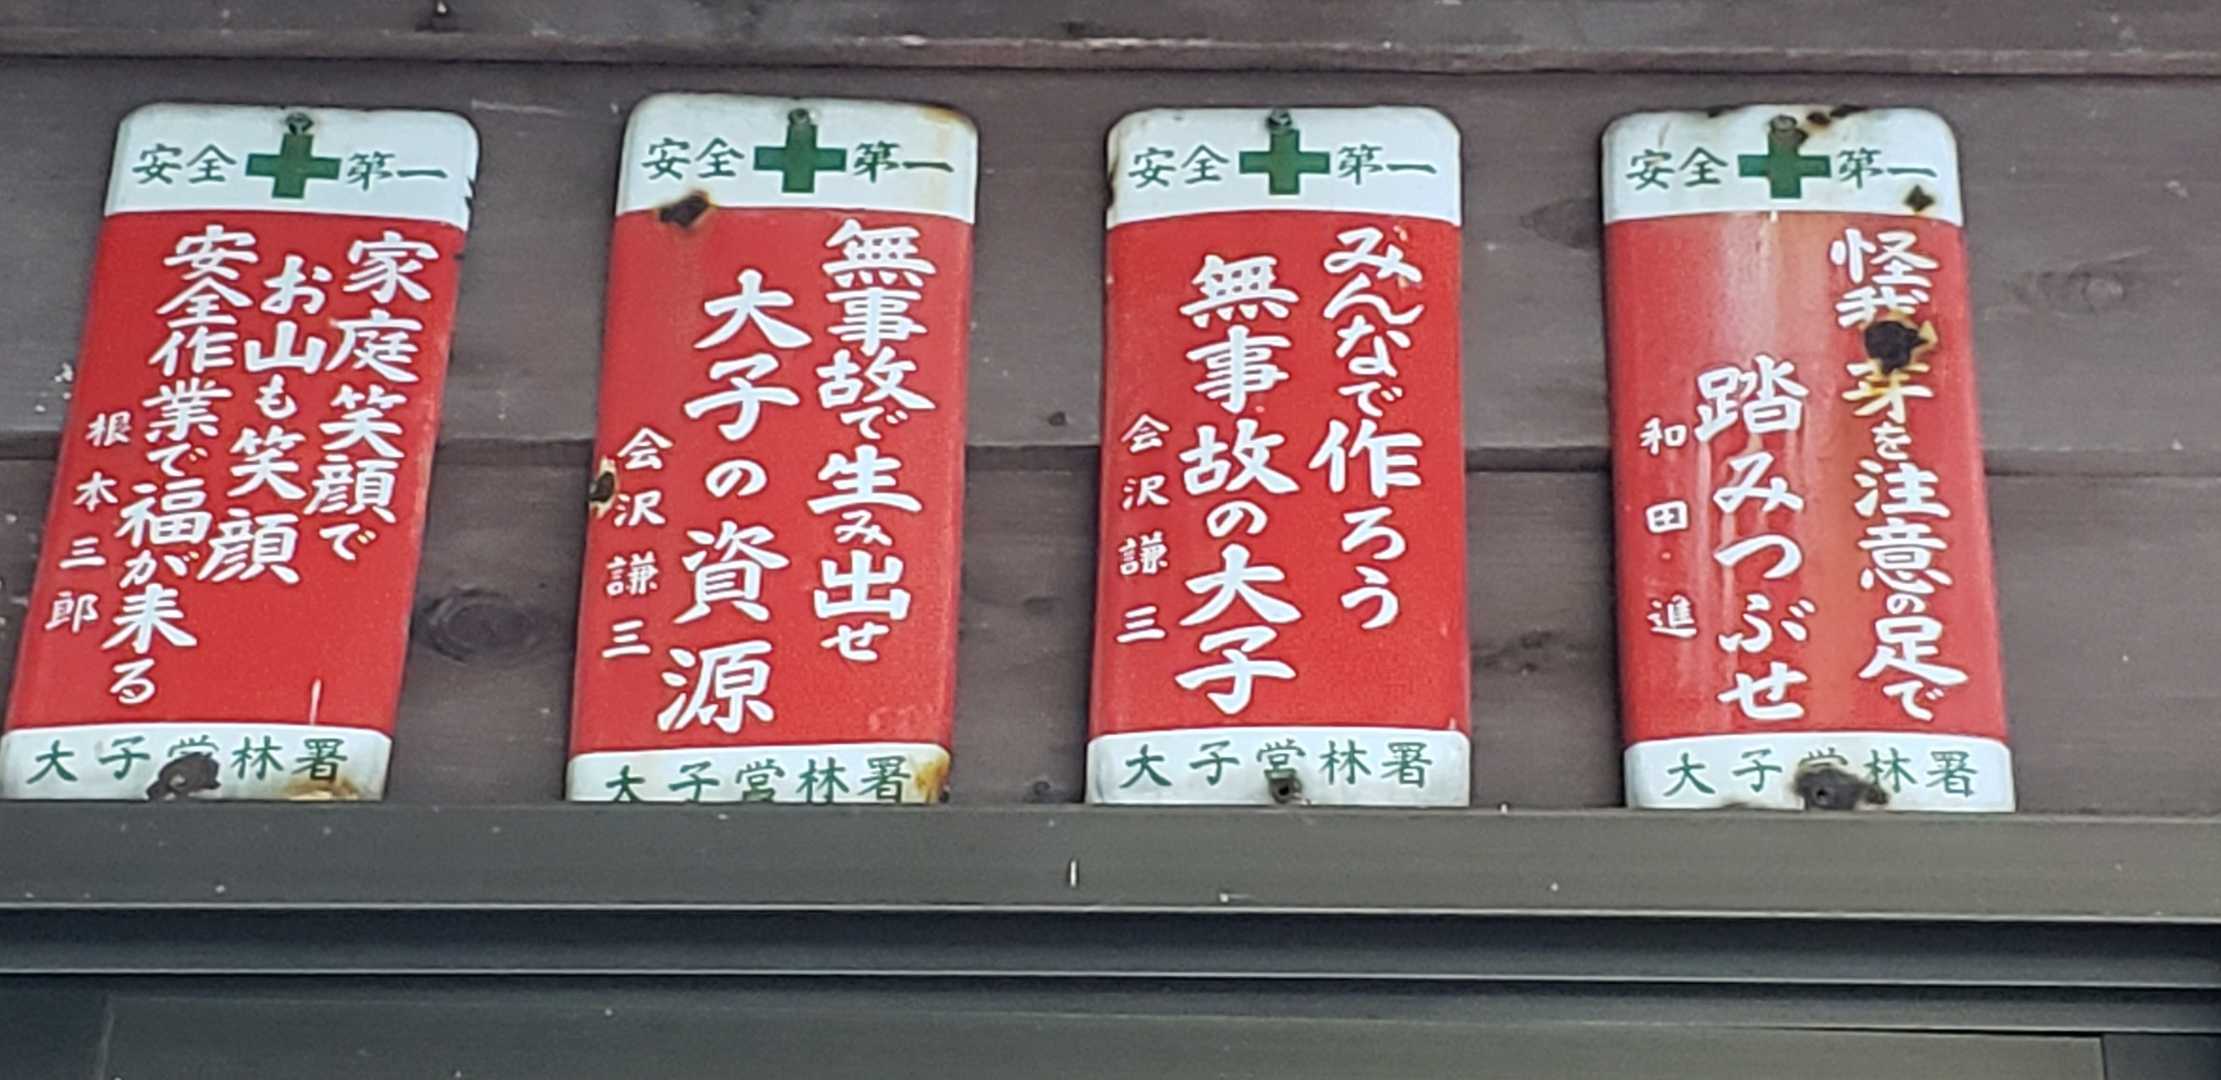 安全 第一
家庭笑顔で
お山も笑顔
安全作業で福が来る
根本三郎
大子営林署
安全 第一
無事故で生み出せ
大子の資源
会沢謙三
大子営林署
安全 第一
みんなで作ろう
無事故の大子
会沢謙三
大子営林署
安全 第一
怪我 芽を注意の足で
踏みつぶせ
和田進
大子営林署